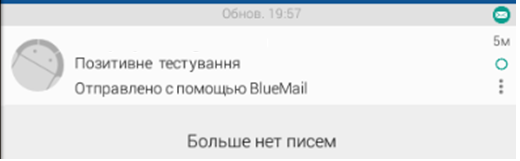 Обнов. 19:57
5м
Позитивне тестування
Отправлено с помощью BlueMail
Больше нет писем